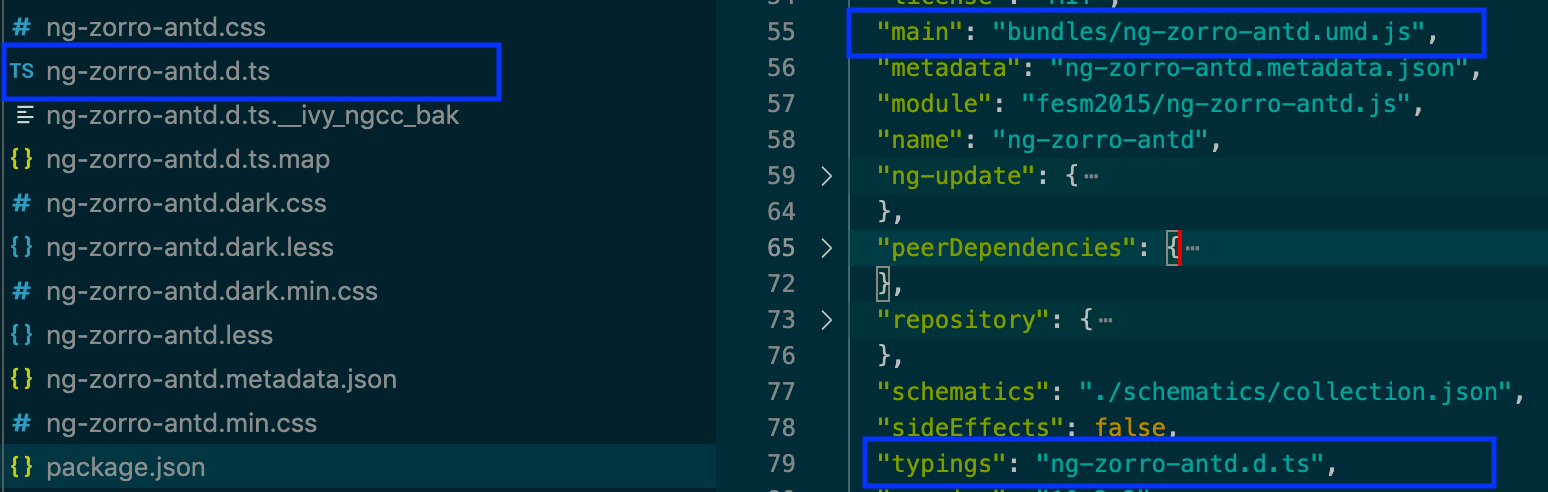 ng-zorro-antd.css
TS ng-zorro-antd.d.ts
ng-zorro-antd.d.ts.__ivy_ngcc_bak
{} ng-zorro-antd.d.ts.map
# ng-zorro-antd.dark.css
{} ng-zorro-antd.dark.less
# ng-zorro-antd.dark.min.css
{} ng-zorro-antd.less
{} ng-zorro-antd.metadata.json
# ng-zorro-antd.min.css
{} package.json
55 "main": "bundles/ng-zorro-antd.umd.js",
56 "metadata": "ng-zorro-antd.metadata.json",
57 "module": "fesm2015/ng-zorro-antd.js",
58 "name": "ng-zorro-antd",
59 > "ng-update": {⋯
64 },
65 > "peerDependencies": {⋯
72 },
73 > "repository": {⋯
76 },
77 "schematics": "./schematics/collection.json",
78 "sideEffects": false,
79 "typings": "ng-zorro-antd.d.ts",